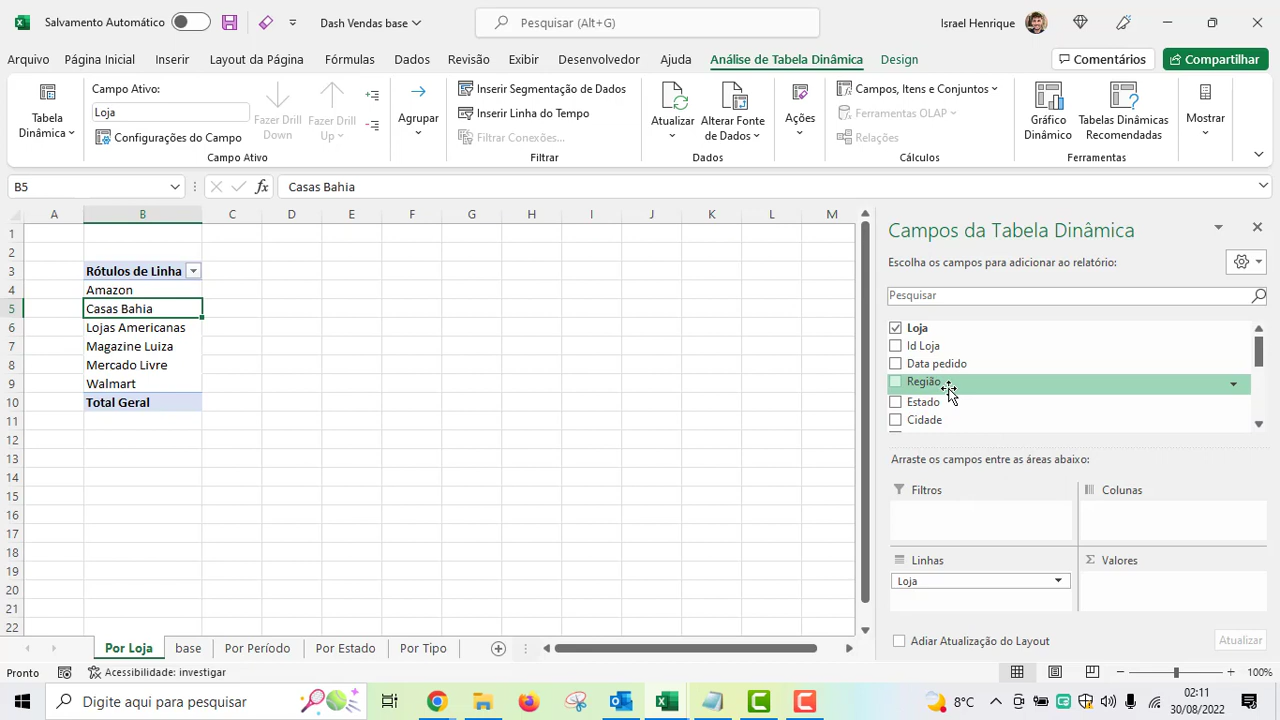 Salvamento Automático
Dash Vendas base
Pesquisar (Alt+G)
Israel Henrique
Arquivo
Página Inicial
Inserir
Layout da Página
Fórmulas
Dados
Revisão
Exibir
Desenvolvedor
Ajuda
Análise de Tabela Dinâmica
Design
Comentários
Compartilhar
Tabela
Dinâmica
Campo Ativo:
Loja
Configurações do Campo
Fazer Drill
Down
Fazer Drill
Up
Campo Ativo
Agrupar
Inserir Segmentação de Dados
Inserir Linha do Tempo
Filtrar Conexões...
Filtrar
Atualizar
Alterar Fonte
de Dados
Dados
Ações
Campos, Itens e Conjuntos
Ferramentas OLAP
Relações
Cálculos
Gráfico
Dinâmico
Tabelas Dinâmicas
Recomendadas
Ferramentas
Mostrar
B5
fx
Casas Bahia
A B C D E F G H I J K L M
1
2
3 Rótulos de Linha
4 Amazon
5 Casas Bahia
6 Lojas Americanas
7 Magazine Luiza
8 Mercado Livre
9 Walmart
10 Total Geral
11
12
13
14
15
16
17
18
19
20
21
22
Campos da Tabela Dinâmica
Escolha os campos para adicionar ao relatório:
Pesquisar
Loja
Id Loja
Data pedido
Região
Estado
Cidade
Arraste os campos entre as áreas abaixo:
Filtros
Colunas
Linhas
Valores
Loja
Adiar Atualização do Layout
Atualizar
Por Loja
base
Por Período
Por Estado
Por Tipo
Pronto
Acessibilidade: investigar
100%
Digite aqui para pesquisar
8°C
02:11
30/08/2022